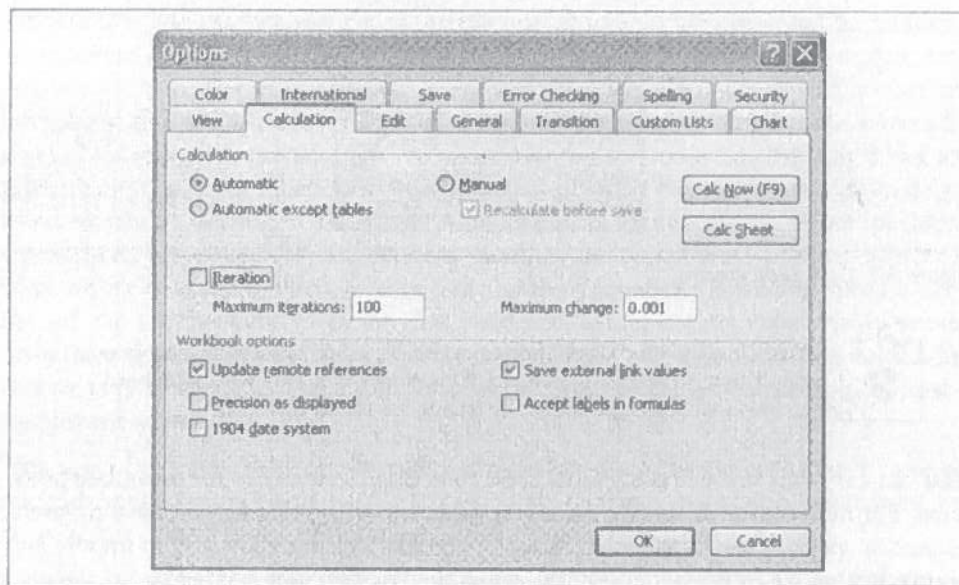 Options
Color International Save Error Checking Spelling Security
View Calculation Edit General Transition Custom Lists Chart
Calculation
Automatic Manual Calc Now (F9)
Automatic except tables Recalculate before save
Calc Sheet
Iteration
Maximum iterations: 100 Maximum change: 0.001
Workbook options
Update remote references Save external link values
Precision as displayed Accept labels in formulas
1904 date system
OK Cancel